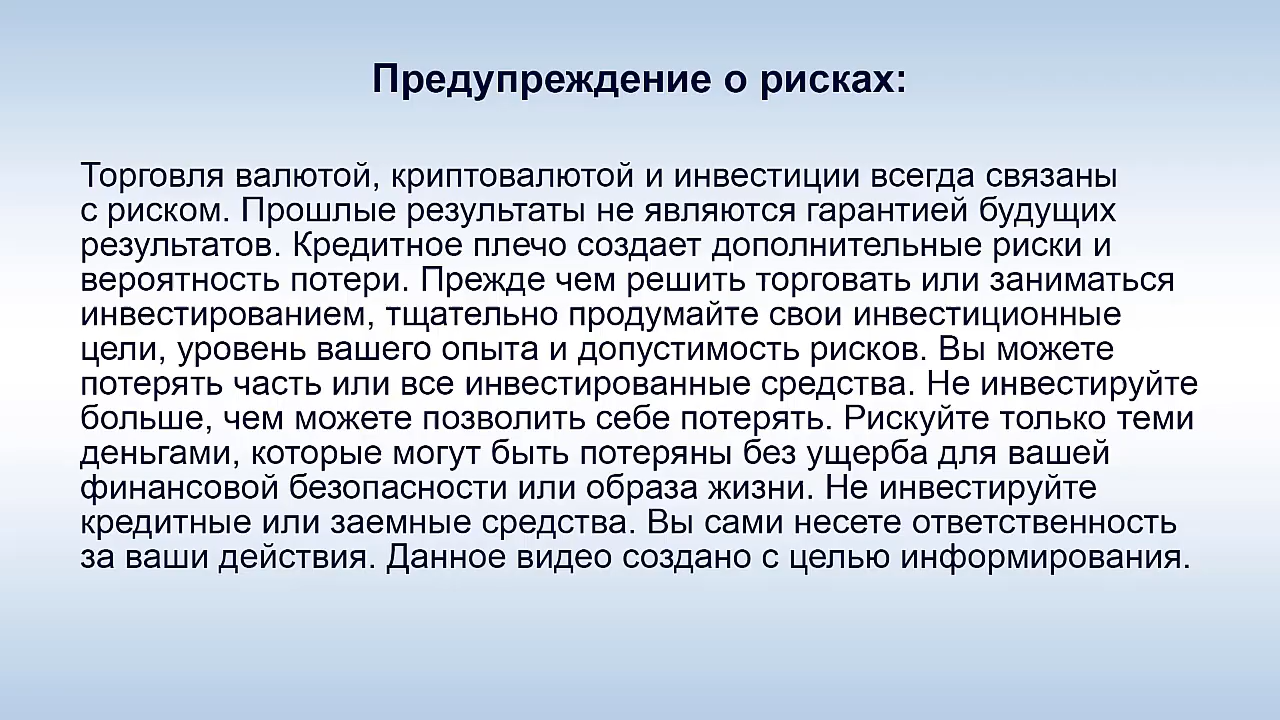 Предупреждение о рисках:
Торговля валютой, криптовалютой и инвестиции всегда связаны
с риском. Прошлые результаты не являются гарантией будущих
результатов. Кредитное плечо создает дополнительные риски и
вероятность потери. Прежде чем решить торговать или заниматься
инвестированием, тщательно продумайте свои инвестиционные
цели, уровень вашего опыта и допустимость рисков. Вы можете
потерять часть или все инвестированные средства. Не инвестируйте
больше, чем можете позволить себе потерять. Рискуйте только теми
деньгами, которые могут быть потеряны без ущерба для вашей
финансовой безопасности или образа жизни. Не инвестируйте
кредитные или заемные средства. Вы сами несете ответственность
за ваши действия. Данное видео создано с целью информирования.